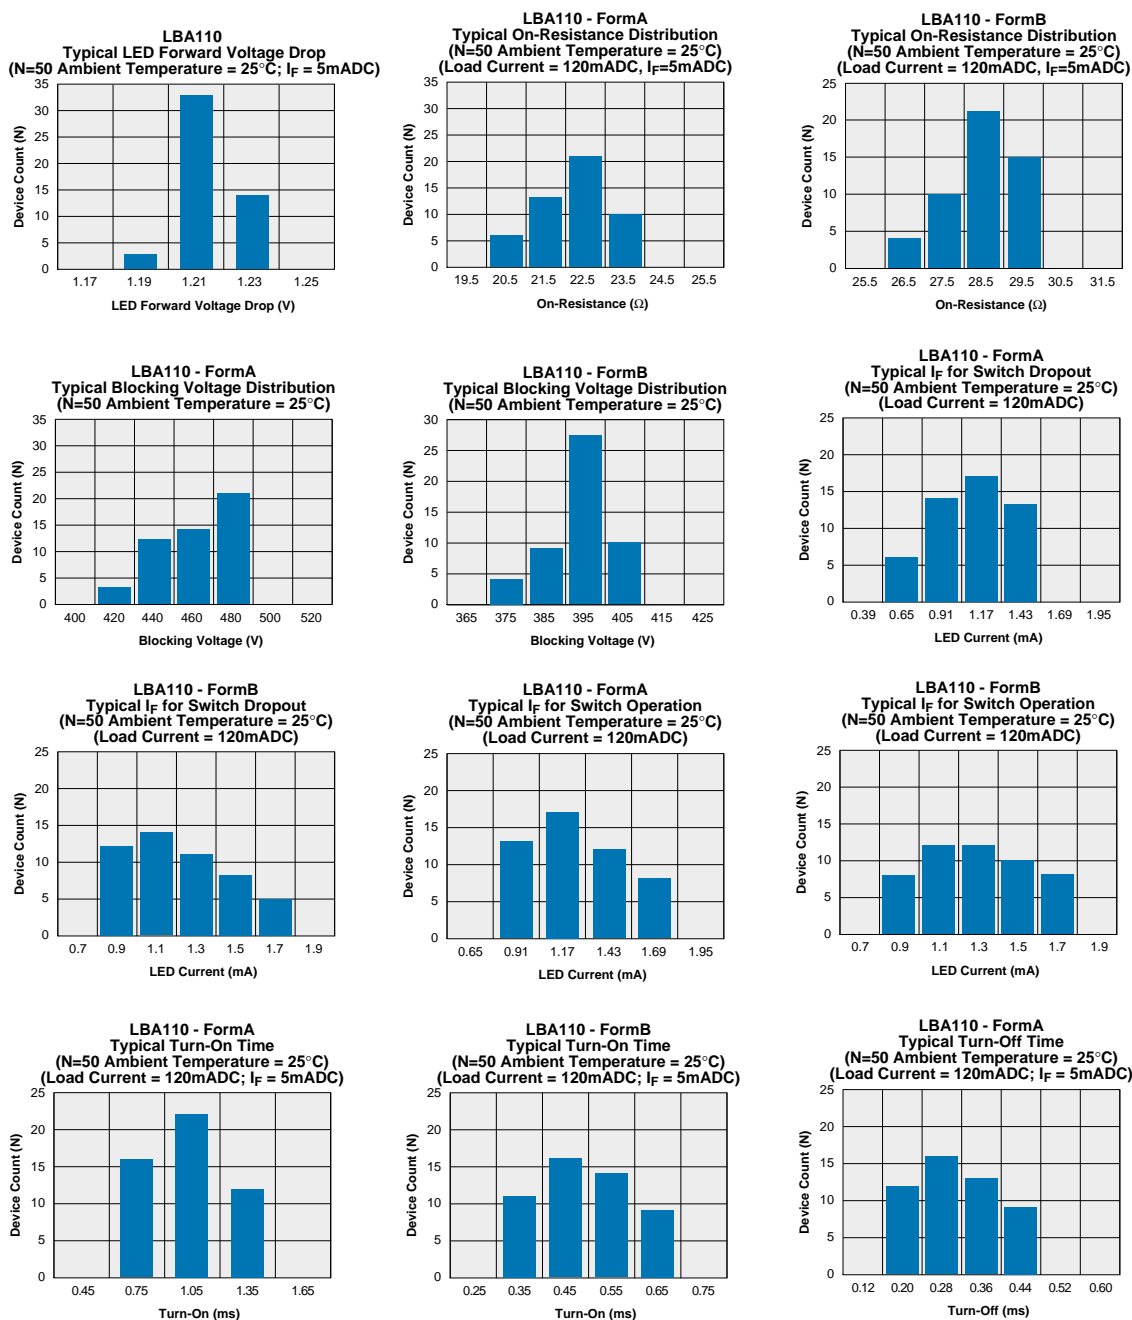 LBA110
Typical LED Forward Voltage Drop
(N=50 Ambient Temperature = 25°C; IF = 5mADC)
Device Count (N)
35
30
25
20
15
10
5
0
1.17 1.19 1.21 1.23 1.25
LED Forward Voltage Drop (V)
LBA110 - FormA
Typical On-Resistance Distribution
(N=50 Ambient Temperature = 25°C)
(Load Current = 120mADC, IF=5mADC)
Device Count (N)
35
30
25
20
15
10
5
0
19.5 20.5 21.5 22.5 23.5 24.5 25.5
On-Resistance (Ω)
LBA110 - FormB
Typical On-Resistance Distribution
(N=50 Ambient Temperature = 25°C)
(Load Current = 120mADC, IF=5mADC)
Device Count (N)
25
20
15
10
5
0
25.5 26.5 27.5 28.5 29.5 30.5 31.5
On-Resistance (Ω)
LBA110 - FormA
Typical Blocking Voltage Distribution
(N=50 Ambient Temperature = 25°C)
Device Count (N)
35
30
25
20
15
10
5
0
400 420 440 460 480 500 520
Blocking Voltage (V)
LBA110 - FormB
Typical Blocking Voltage Distribution
(N=50 Ambient Temperature = 25°C)
Device Count (N)
30
25
20
15
10
5
0
365 375 385 395 405 415 425
Blocking Voltage (V)
LBA110 - FormA
Typical IF for Switch Dropout
(N=50 Ambient Temperature = 25°C)
(Load Current = 120mADC)
Device Count (N)
25
20
15
10
5
0
0.39 0.65 0.91 1.17 1.43 1.69 1.95
LED Current (mA)
LBA110 - FormB
Typical IF for Switch Dropout
(N=50 Ambient Temperature = 25°C)
(Load Current = 120mADC)
Device Count (N)
25
20
15
10
5
0
0.7 0.9 1.1 1.3 1.5 1.7 1.9
LED Current (mA)
LBA110 - FormA
Typical IF for Switch Operation
(N=50 Ambient Temperature = 25°C)
(Load Current = 120mADC)
Device Count (N)
25
20
15
10
5
0
0.65 0.91 1.17 1.43 1.69 1.95
LED Current (mA)
LBA110 - FormB
Typical IF for Switch Operation
(N=50 Ambient Temperature = 25°C)
(Load Current = 120mADC)
Device Count (N)
25
20
15
10
5
0
0.7 0.9 1.1 1.3 1.5 1.7 1.9
LED Current (mA)
LBA110 - FormA
Typical Turn-On Time
(N=50 Ambient Temperature = 25°C)
(Load Current = 120mADC; IF = 5mADC)
Device Count (N)
25
20
15
10
5
0
0.45 0.75 1.05 1.35 1.65
Turn-On (ms)
LBA110 - FormB
Typical Turn-On Time
(N=50 Ambient Temperature = 25°C)
(Load Current = 120mADC; IF = 5mADC)
Device Count (N)
25
20
15
10
5
0
0.25 0.35 0.45 0.55 0.65 0.75
Turn-On (ms)
LBA110 - FormA
Typical Turn-Off Time
(N=50 Ambient Temperature = 25°C)
(Load Current = 120mADC; IF = 5mADC)
Device Count (N)
25
20
15
10
5
0
0.12 0.20 0.28 0.36 0.44 0.52 0.60
Turn-Off (ms)